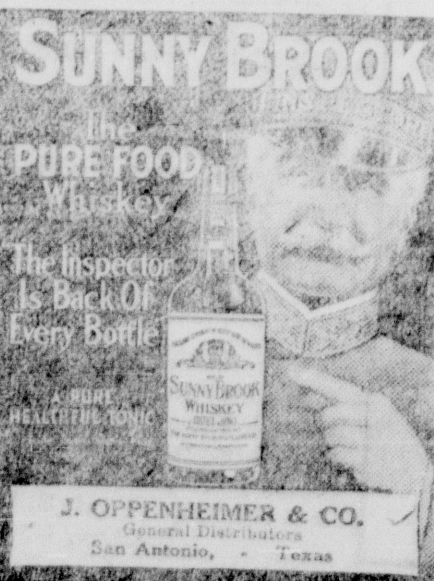 SUNNY BROOK
The
PURE FOOD
Whiskey
The Inspector
Is Back Of
Every Bottle
A PURE
HEALTHFUL TONIC
SUNNY BROOK
WHISKEY
J. OPPENHEIMER & CO.
General Distributors
San Antonio, - Texas